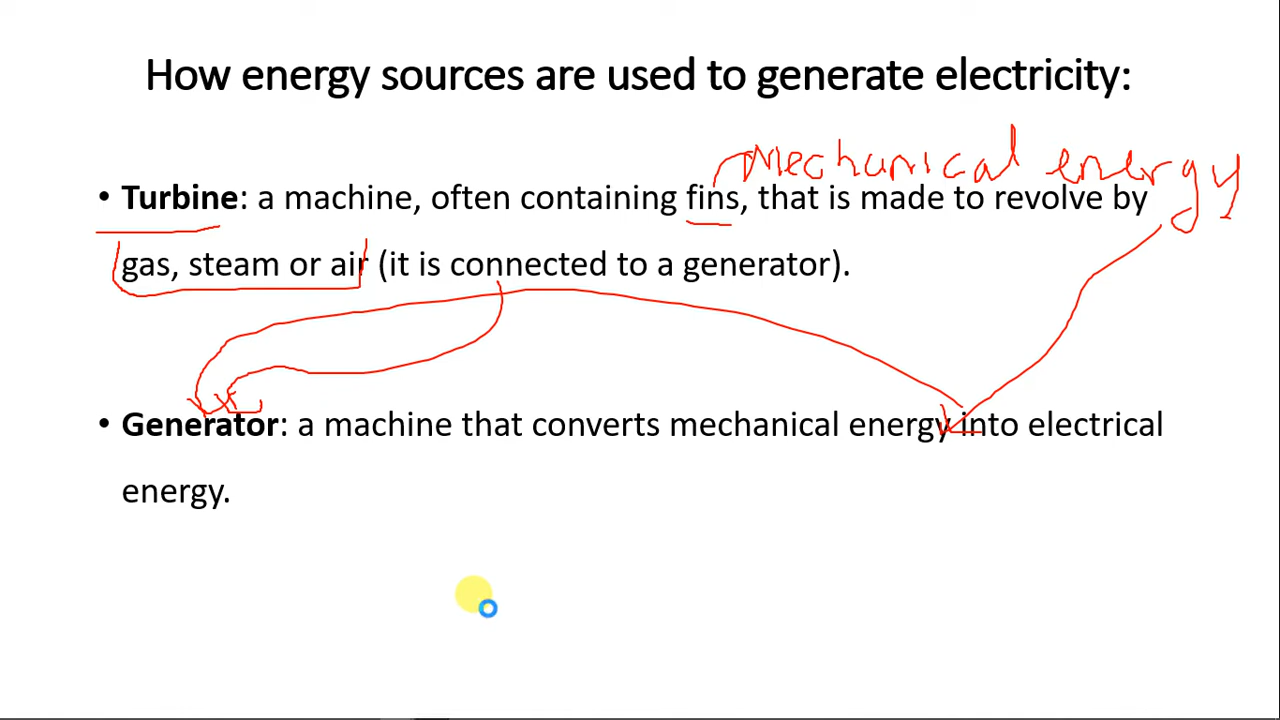 How energy sources are used to generate electricity:
Mechanical energy
• Turbine: a machine, often containing fins, that is made to revolve by
gas, steam or air (it is connected to a generator).
• Generator: a machine that converts mechanical energy into electrical
energy.